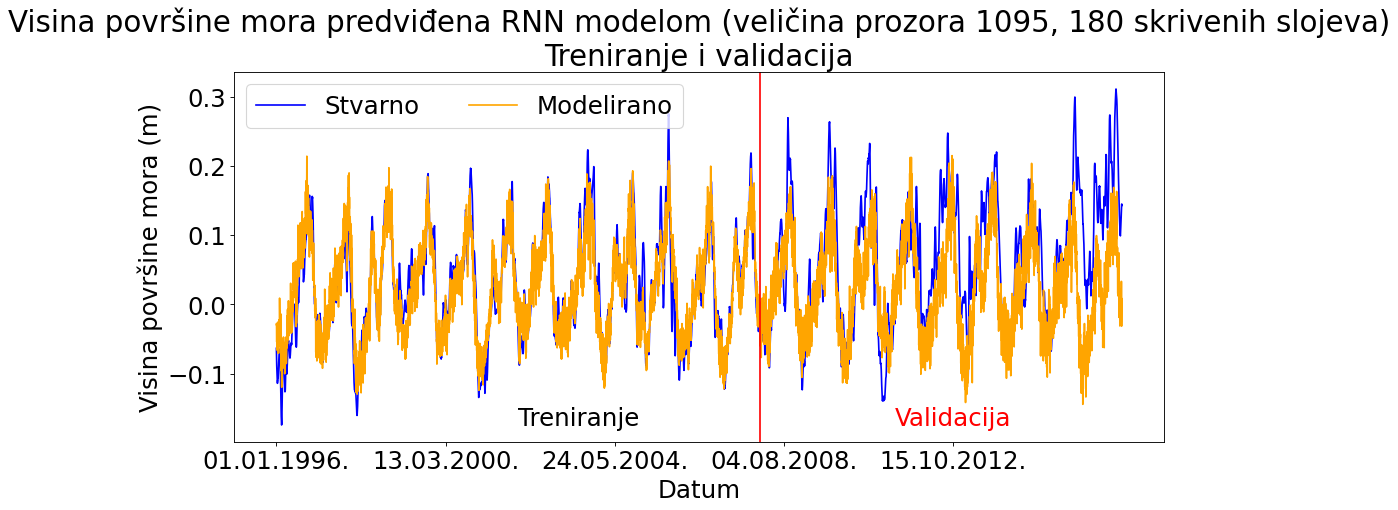 Visina površine mora predviđena RNN modelom (veličina prozora 1095, 180 skrivenih slojeva)
Treniranje i validacija
Stvarno
Modelirano
Visina površine mora (m)
0.3
0.2
0.1
0.0
−0.1
Treniranje
Validacija
01.01.1996.
13.03.2000.
24.05.2004.
04.08.2008.
15.10.2012.
Datum